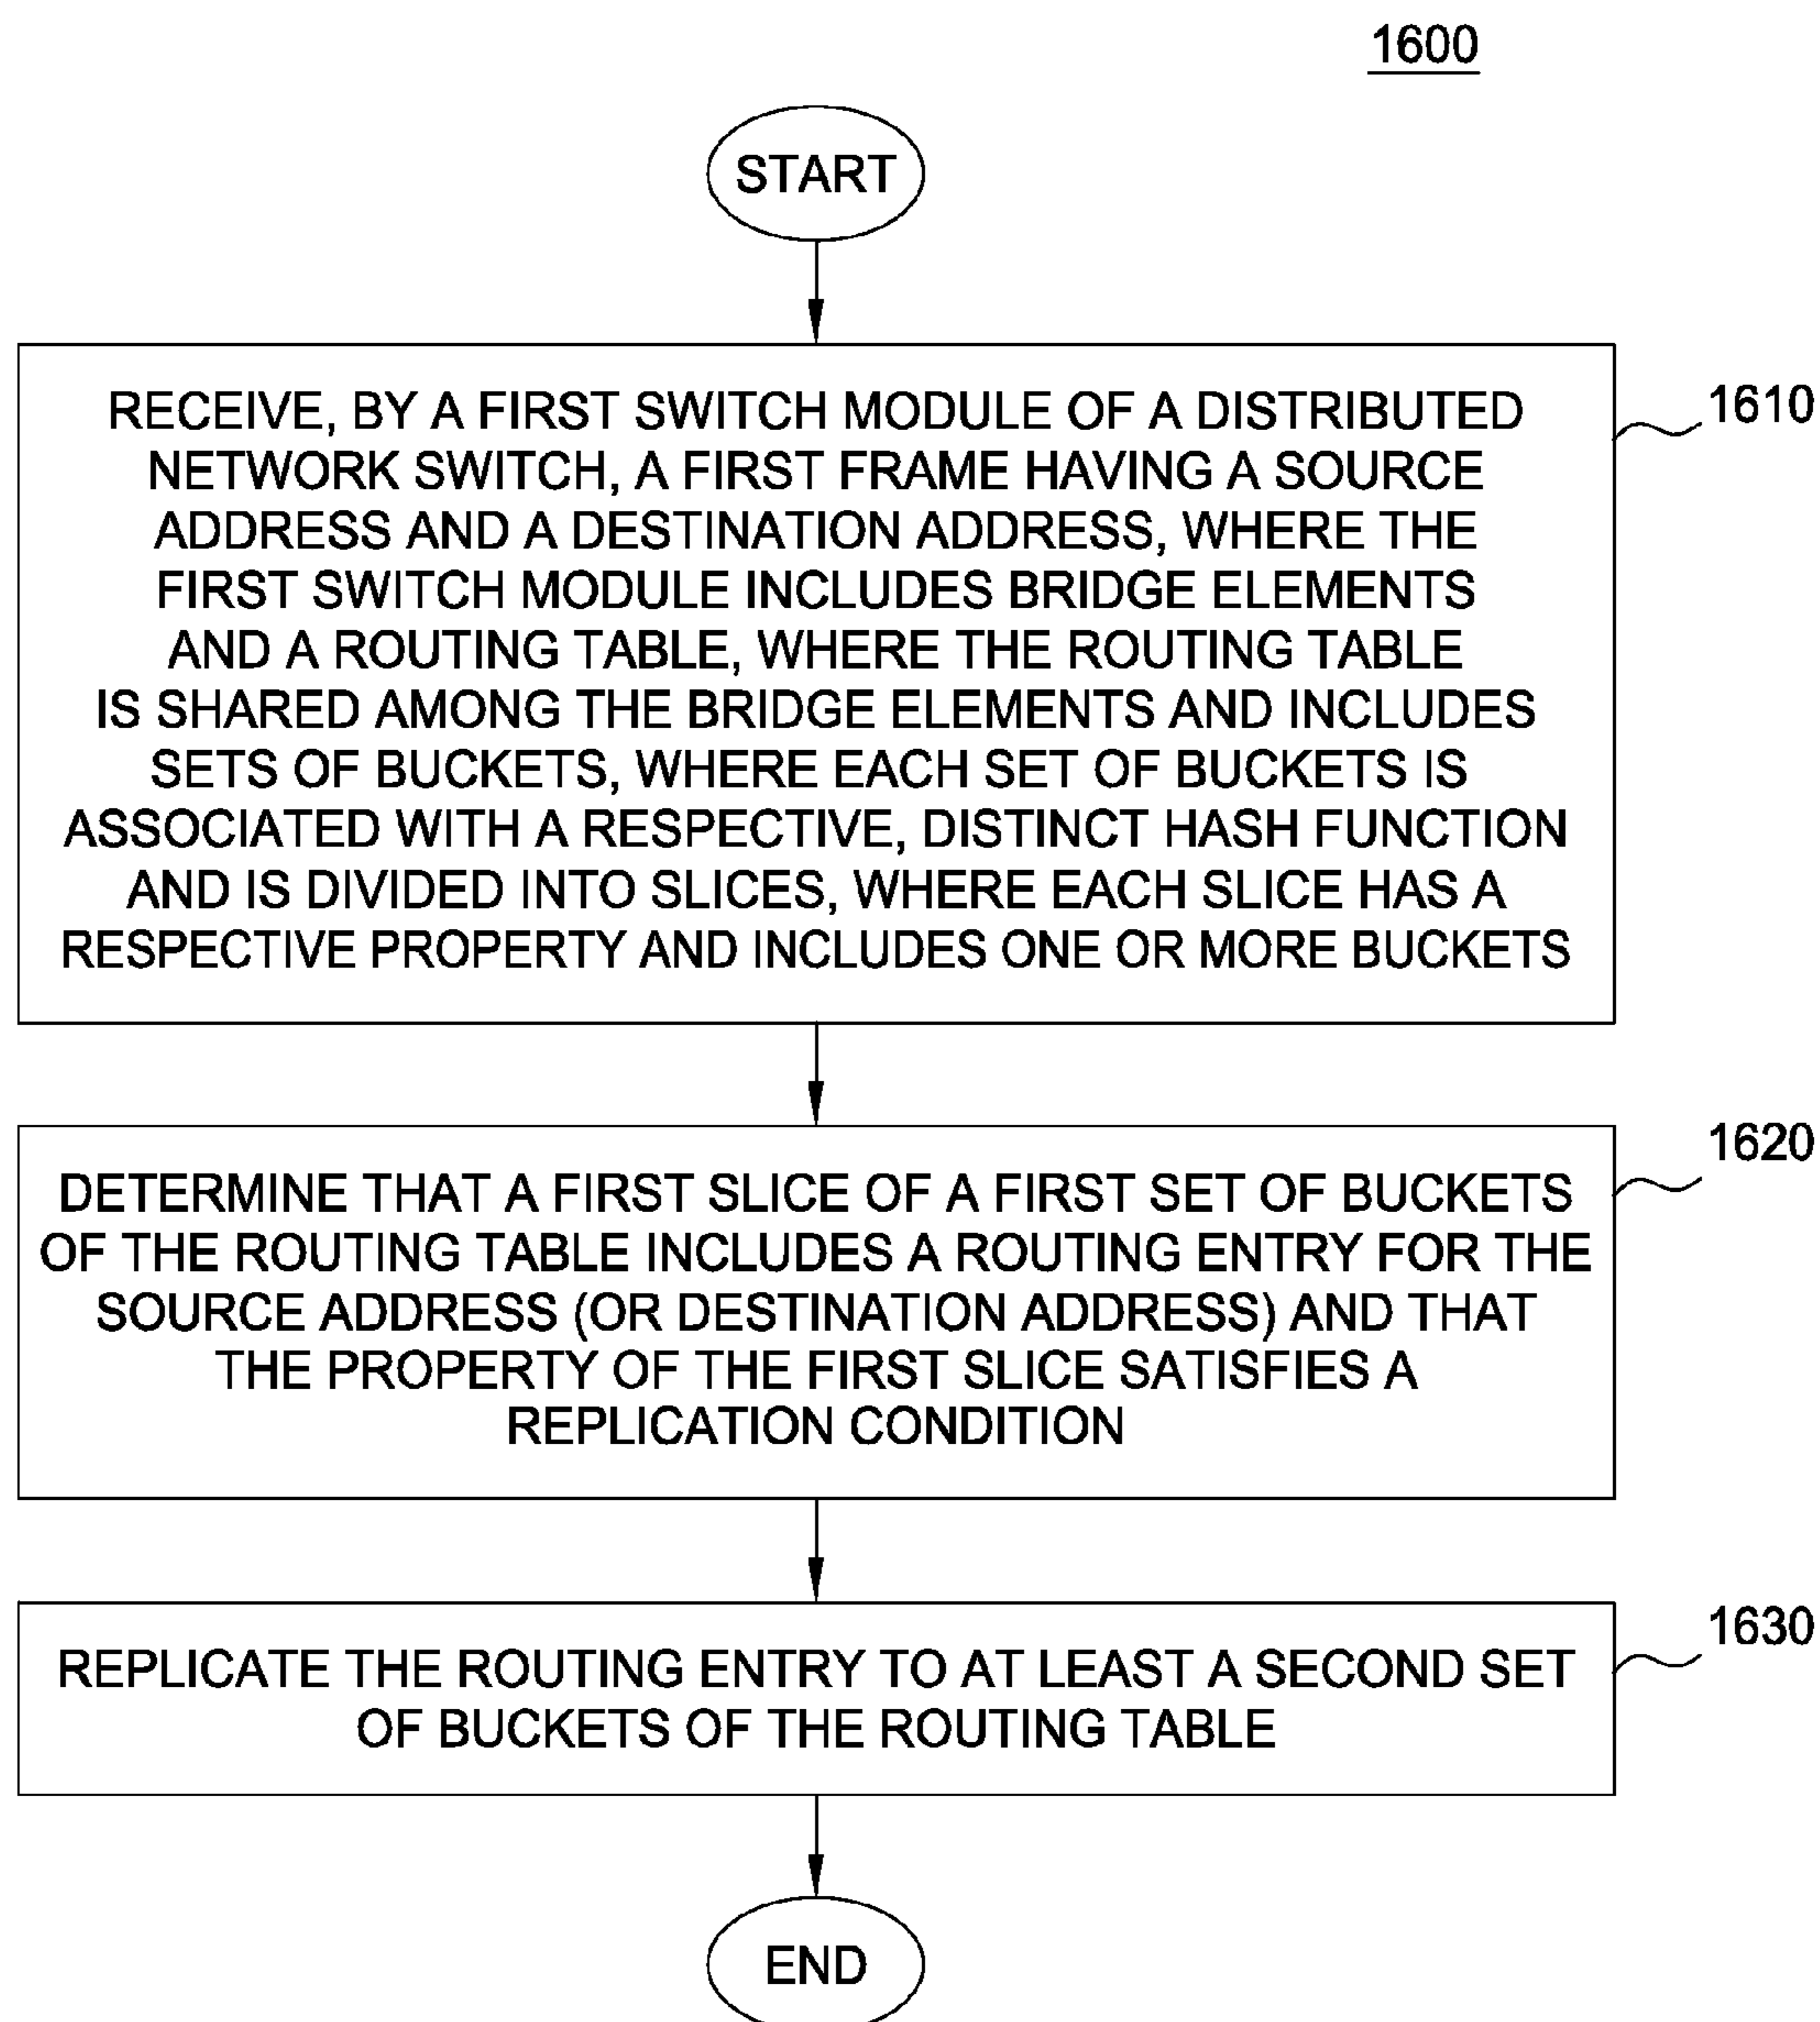 1600
START
RECEIVE, BY A FIRST SWITCH MODULE OF A DISTRIBUTED
NETWORK SWITCH, A FIRST FRAME HAVING A SOURCE
ADDRESS AND A DESTINATION ADDRESS, WHERE THE
FIRST SWITCH MODULE INCLUDES BRIDGE ELEMENTS
AND A ROUTING TABLE, WHERE THE ROUTING TABLE
IS SHARED AMONG THE BRIDGE ELEMENTS AND INCLUDES
SETS OF BUCKETS, WHERE EACH SET OF BUCKETS IS
ASSOCIATED WITH A RESPECTIVE, DISTINCT HASH FUNCTION
AND IS DIVIDED INTO SLICES, WHERE EACH SLICE HAS A
RESPECTIVE PROPERTY AND INCLUDES ONE OR MORE BUCKETS
1610
DETERMINE THAT A FIRST SLICE OF A FIRST SET OF BUCKETS
OF THE ROUTING TABLE INCLUDES A ROUTING ENTRY FOR THE
SOURCE ADDRESS (OR DESTINATION ADDRESS) AND THAT
THE PROPERTY OF THE FIRST SLICE SATISFIES A
REPLICATION CONDITION
1620
REPLICATE THE ROUTING ENTRY TO AT LEAST A SECOND SET
OF BUCKETS OF THE ROUTING TABLE
1630
END